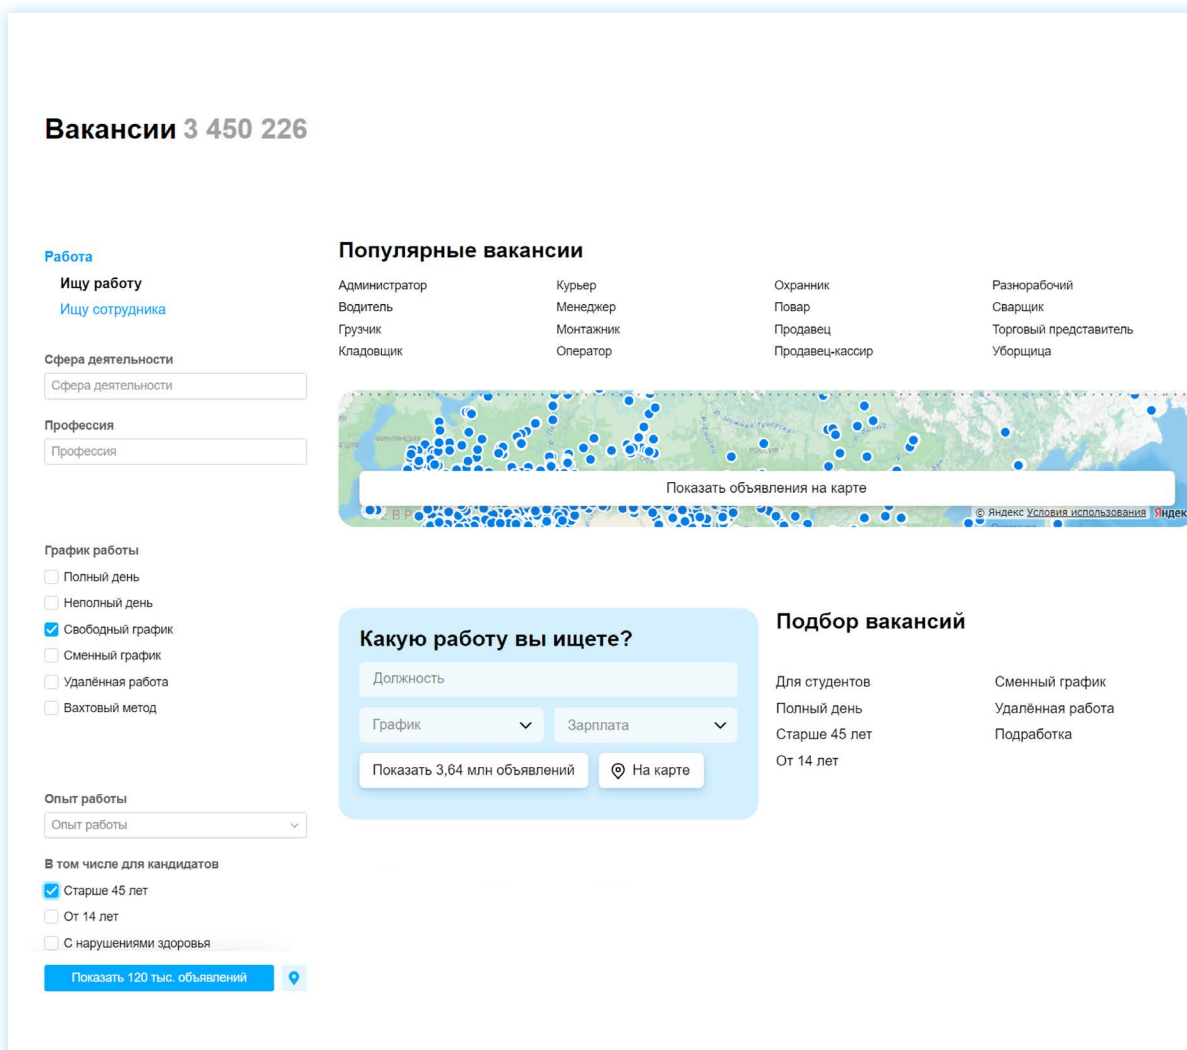 Вакансии 3 450 226
Работа
Ищу работу
Ищу сотрудника
Сфера деятельности
Сфера деятельности
Профессия
Профессия
График работы
Полный день
Неполный день
Свободный график
Сменный график
Удалённая работа
Вахтовый метод
Опыт работы
Опыт работы
В том числе для кандидатов
Старше 45 лет
От 14 лет
С нарушениями здоровья
Показать 120 тыс. объявлений
Популярные вакансии
Администратор
Водитель
Грузчик
Кладовщик
Курьер
Менеджер
Монтажник
Оператор
Охранник
Повар
Продавец
Продавец-кассир
Разнорабочий
Сварщик
Торговый представитель
Уборщица
ФИНЛЯНДИЯ
РОССИЯ
Показать объявления на карте
© Яндекс Условия использования Яндекс
Какую работу вы ищете?
Должность
График
Зарплата
Показать 3,64 млн объявлений
На карте
Подбор вакансий
Для студентов
Полный день
Старше 45 лет
От 14 лет
Сменный график
Удалённая работа
Подработка